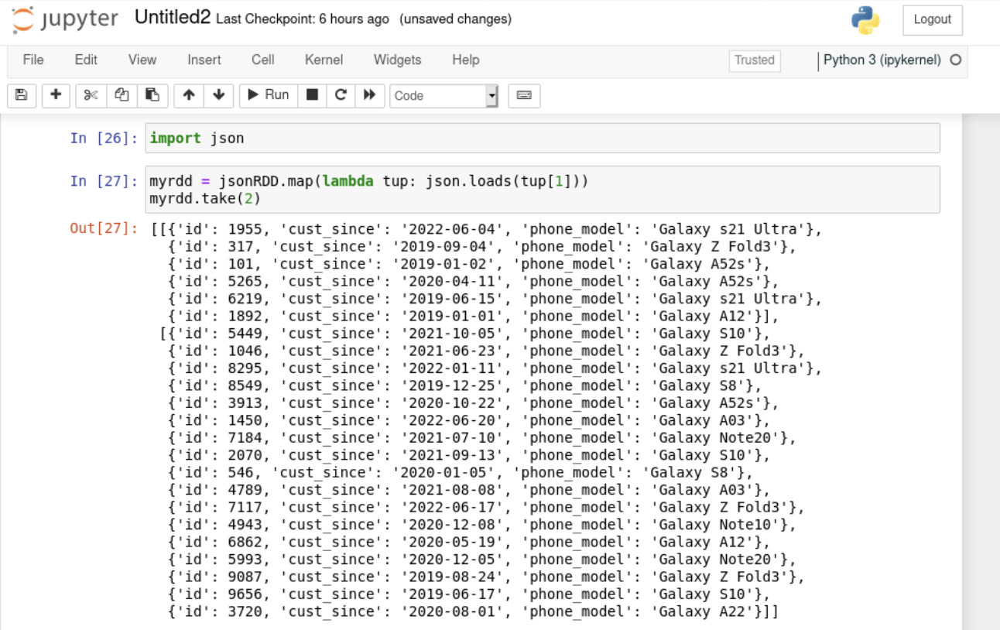 jupyter Untitled2 Last Checkpoint: 6 hours ago (unsaved changes) Logout
File Edit View Insert Cell Kernel Widgets Help Trusted Python 3 (ipykernel)
Run Code
In [26]: import json
In [27]: myrdd = jsonRDD.map(lambda tup: json.loads(tup[1]))
myrdd.take(2)
Out[27]: [[{'id': 1955, 'cust_since': '2022-06-04', 'phone_model': 'Galaxy s21 Ultra'},
{'id': 317, 'cust_since': '2019-09-04', 'phone_model': 'Galaxy Z Fold3'},
{'id': 101, 'cust_since': '2019-01-02', 'phone_model': 'Galaxy A52s'},
{'id': 5265, 'cust_since': '2020-04-11', 'phone_model': 'Galaxy A52s'},
{'id': 6219, 'cust_since': '2019-06-15', 'phone_model': 'Galaxy s21 Ultra'},
{'id': 1892, 'cust_since': '2019-01-01', 'phone_model': 'Galaxy A12'}],
[{'id': 5449, 'cust_since': '2021-10-05', 'phone_model': 'Galaxy S10'},
{'id': 1046, 'cust_since': '2021-06-23', 'phone_model': 'Galaxy Z Fold3'},
{'id': 8295, 'cust_since': '2022-01-11', 'phone_model': 'Galaxy s21 Ultra'},
{'id': 8549, 'cust_since': '2019-12-25', 'phone_model': 'Galaxy S8'},
{'id': 3913, 'cust_since': '2020-10-22', 'phone_model': 'Galaxy A52s'},
{'id': 1450, 'cust_since': '2022-06-20', 'phone_model': 'Galaxy A03'},
{'id': 7184, 'cust_since': '2021-07-10', 'phone_model': 'Galaxy Note20'},
{'id': 2070, 'cust_since': '2021-09-13', 'phone_model': 'Galaxy S10'},
{'id': 546, 'cust_since': '2020-01-05', 'phone_model': 'Galaxy S8'},
{'id': 4789, 'cust_since': '2021-08-08', 'phone_model': 'Galaxy A03'},
{'id': 7117, 'cust_since': '2022-06-17', 'phone_model': 'Galaxy Z Fold3'},
{'id': 4943, 'cust_since': '2020-12-08', 'phone_model': 'Galaxy Note10'},
{'id': 6862, 'cust_since': '2020-05-19', 'phone_model': 'Galaxy A12'},
{'id': 5993, 'cust_since': '2020-12-05', 'phone_model': 'Galaxy Note20'},
{'id': 9087, 'cust_since': '2019-08-24', 'phone_model': 'Galaxy Z Fold3'},
{'id': 9656, 'cust_since': '2019-06-17', 'phone_model': 'Galaxy S10'},
{'id': 3720, 'cust_since': '2020-08-01', 'phone_model': 'Galaxy A22'}]]